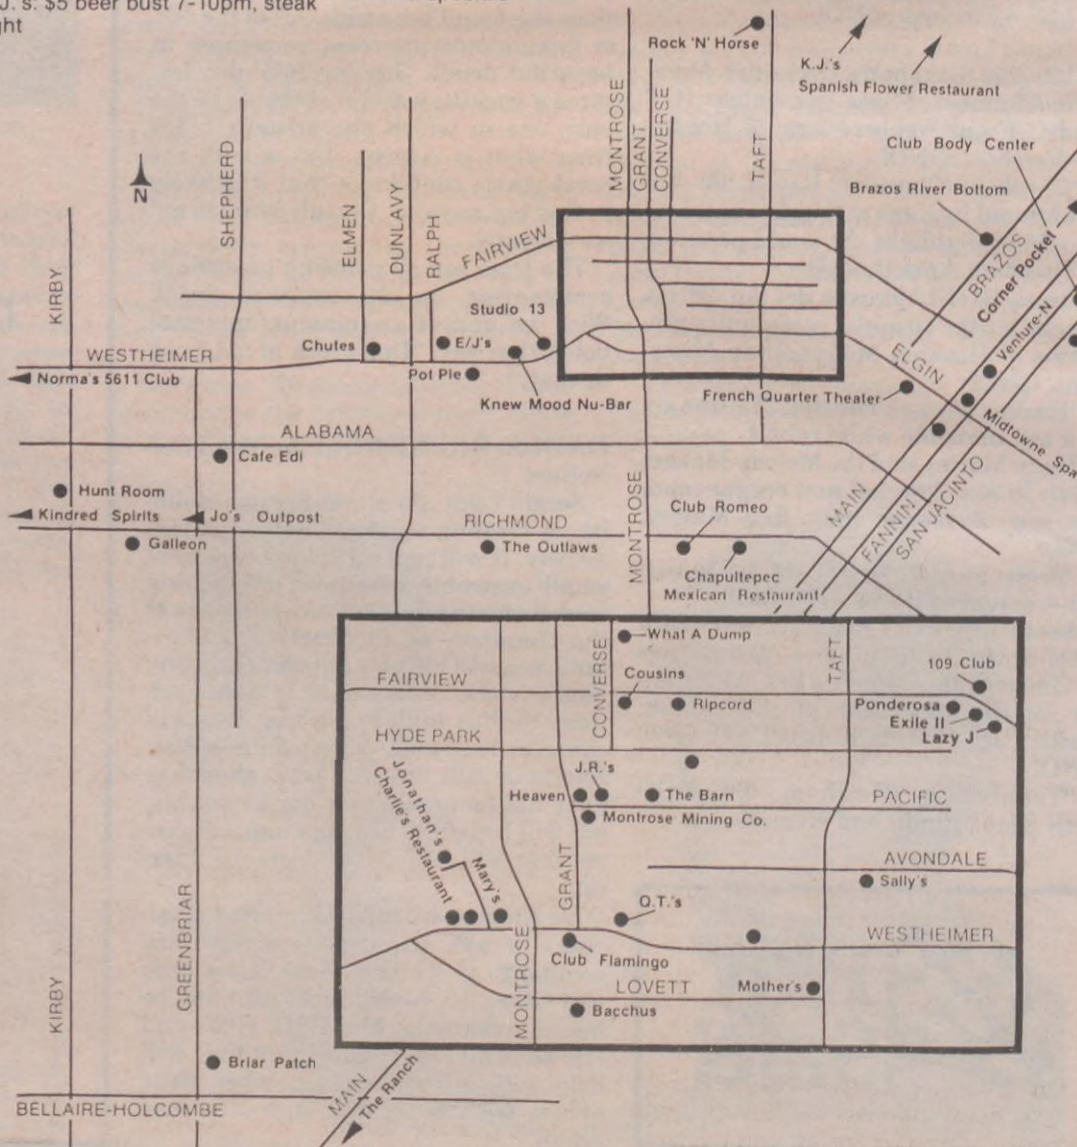 J.'s: $5 beer bust 7-10pm, steak
ght
Rock 'N' Horse
K.J.'s
Spanish Flower Restaurant
MONTROSE
GRANT
CONVERSE
TAFT
Club Body Center
Brazos River Bottom
N
SHEPHERD
ELMEN
DUNLAVY
RALPH
FAIRVIEW
KIRBY
BRAZOS
Corner Pocket
Venture-N
Studio 13
WESTHEIMER
Chutes
E/J's
Norma's 5611 Club
Pot Pie
Knew Mood Nu-Bar
ELGIN
French Quarter Theater
Midtowne Spa
ALABAMA
Cafe Edi
Hunt Room
Kindred Spirits
Jo's Outpost
RICHMOND
Galleon
The Outlaws
MONTROSE
Club Romeo
Chapultepec
Mexican Restaurant
MAIN
FANNIN
SAN JACINTO
What A Dump
CONVERSE
TAFT
FAIRVIEW
Cousins
Ripcord
109 Club
Ponderosa
Exile II
Lazy J
HYDE PARK
J.R.'s
Heaven
The Barn
PACIFIC
Montrose Mining Co.
Jonathan's
Charlie's Restaurant
Mary's
GRANT
AVONDALE
Sally's
Q.T.'s
WESTHEIMER
MONTROSE
Club Flamingo
LOVETT
Mother's
Bacchus
KIRBY
GREENBRIAR
Briar Patch
MAIN
The Ranch
BELLAIRE-HOLCOMBE